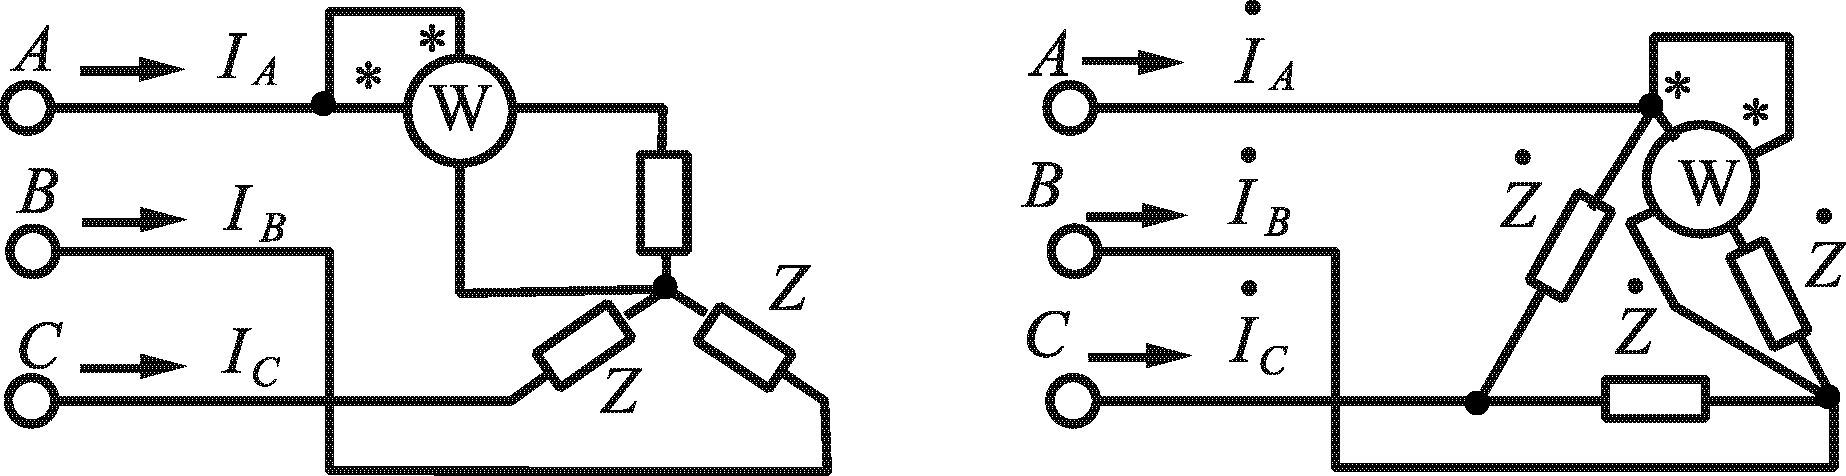 A I_A * *
W
B I_B
C I_C
Z
Z
A İ_A * *
W
B İ_B
C İ_C
Ż
Ż
Ż